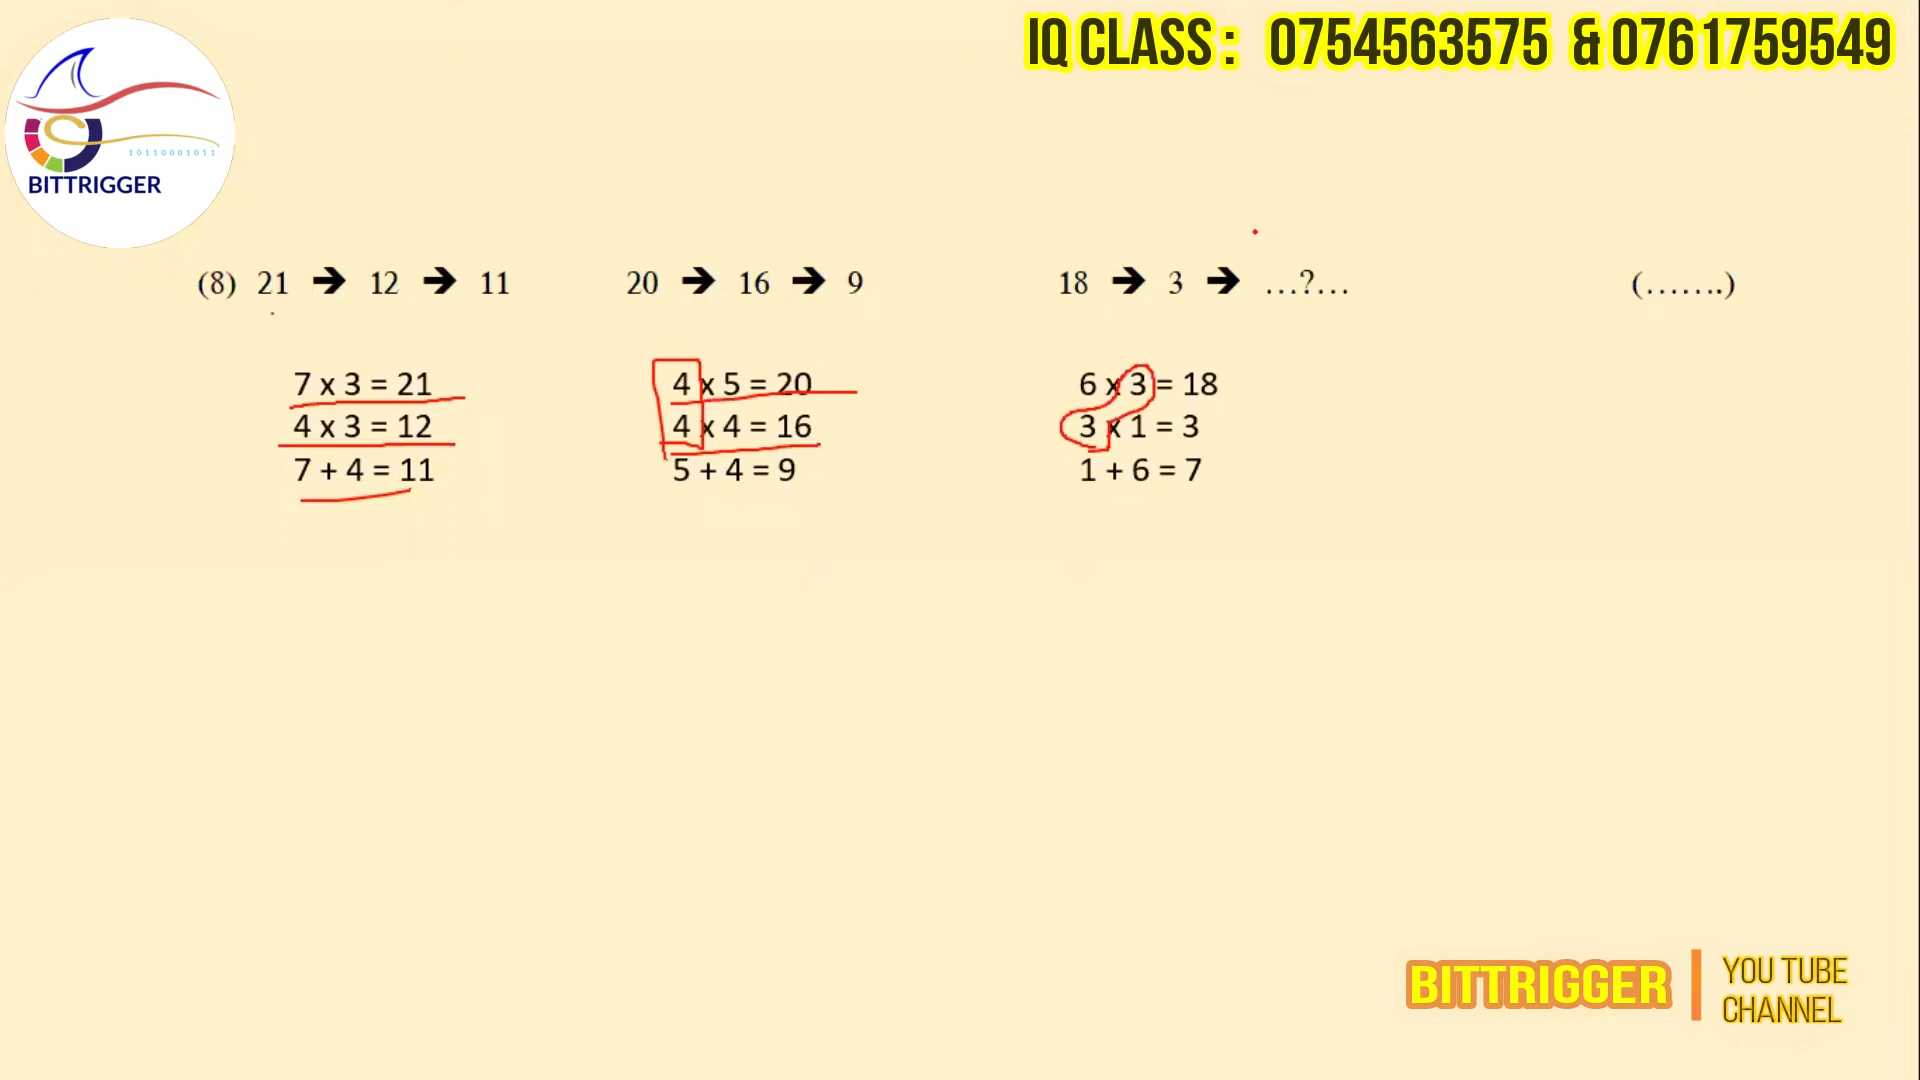 IQ CLASS : 0754563575 & 0761759549
10110001011
BITTRIGGER
(8) 21 ➔ 12 ➔ 11 20 ➔ 16 ➔ 9 18 ➔ 3 ➔ …?… (…….)
7 x 3 = 21 4 x 5 = 20 6 x 3 = 18
4 x 3 = 12 4 x 4 = 16 3 x 1 = 3
7 + 4 = 11 5 + 4 = 9 1 + 6 = 7
BITTRIGGER
YOU TUBE
CHANNEL